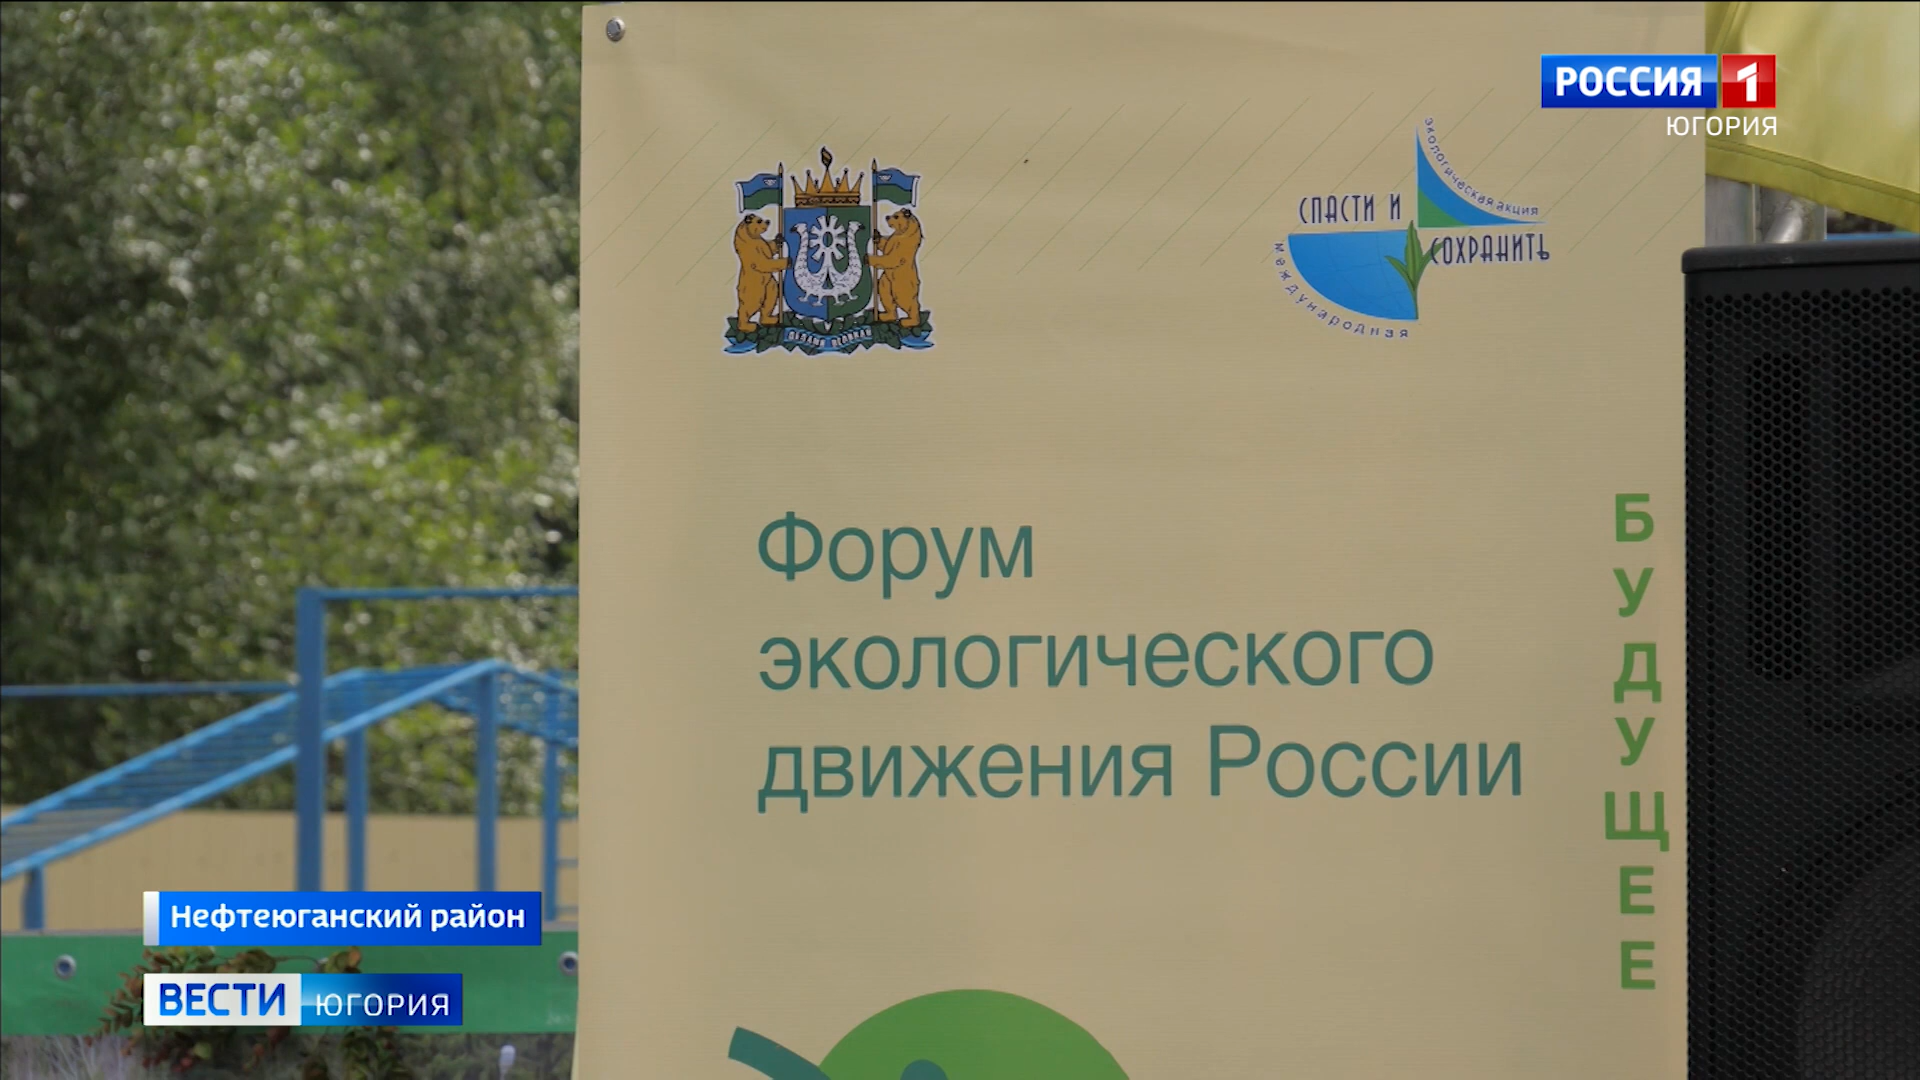 РОССИЯ 1
ЮГОРИЯ
экологическая акция
СПАСТИ И
СОХРАНИТЬ
международная
Форум
экологического
движения России
БУДУЩЕЕ
Нефтеюганский район
ВЕСТИ ЮГОРИЯ